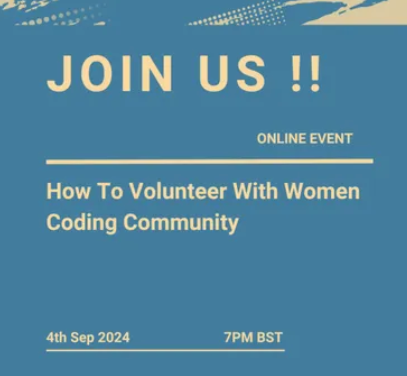 JOIN US !!
ONLINE EVENT
How To Volunteer With Women
Coding Community
4th Sep 2024 7PM BST